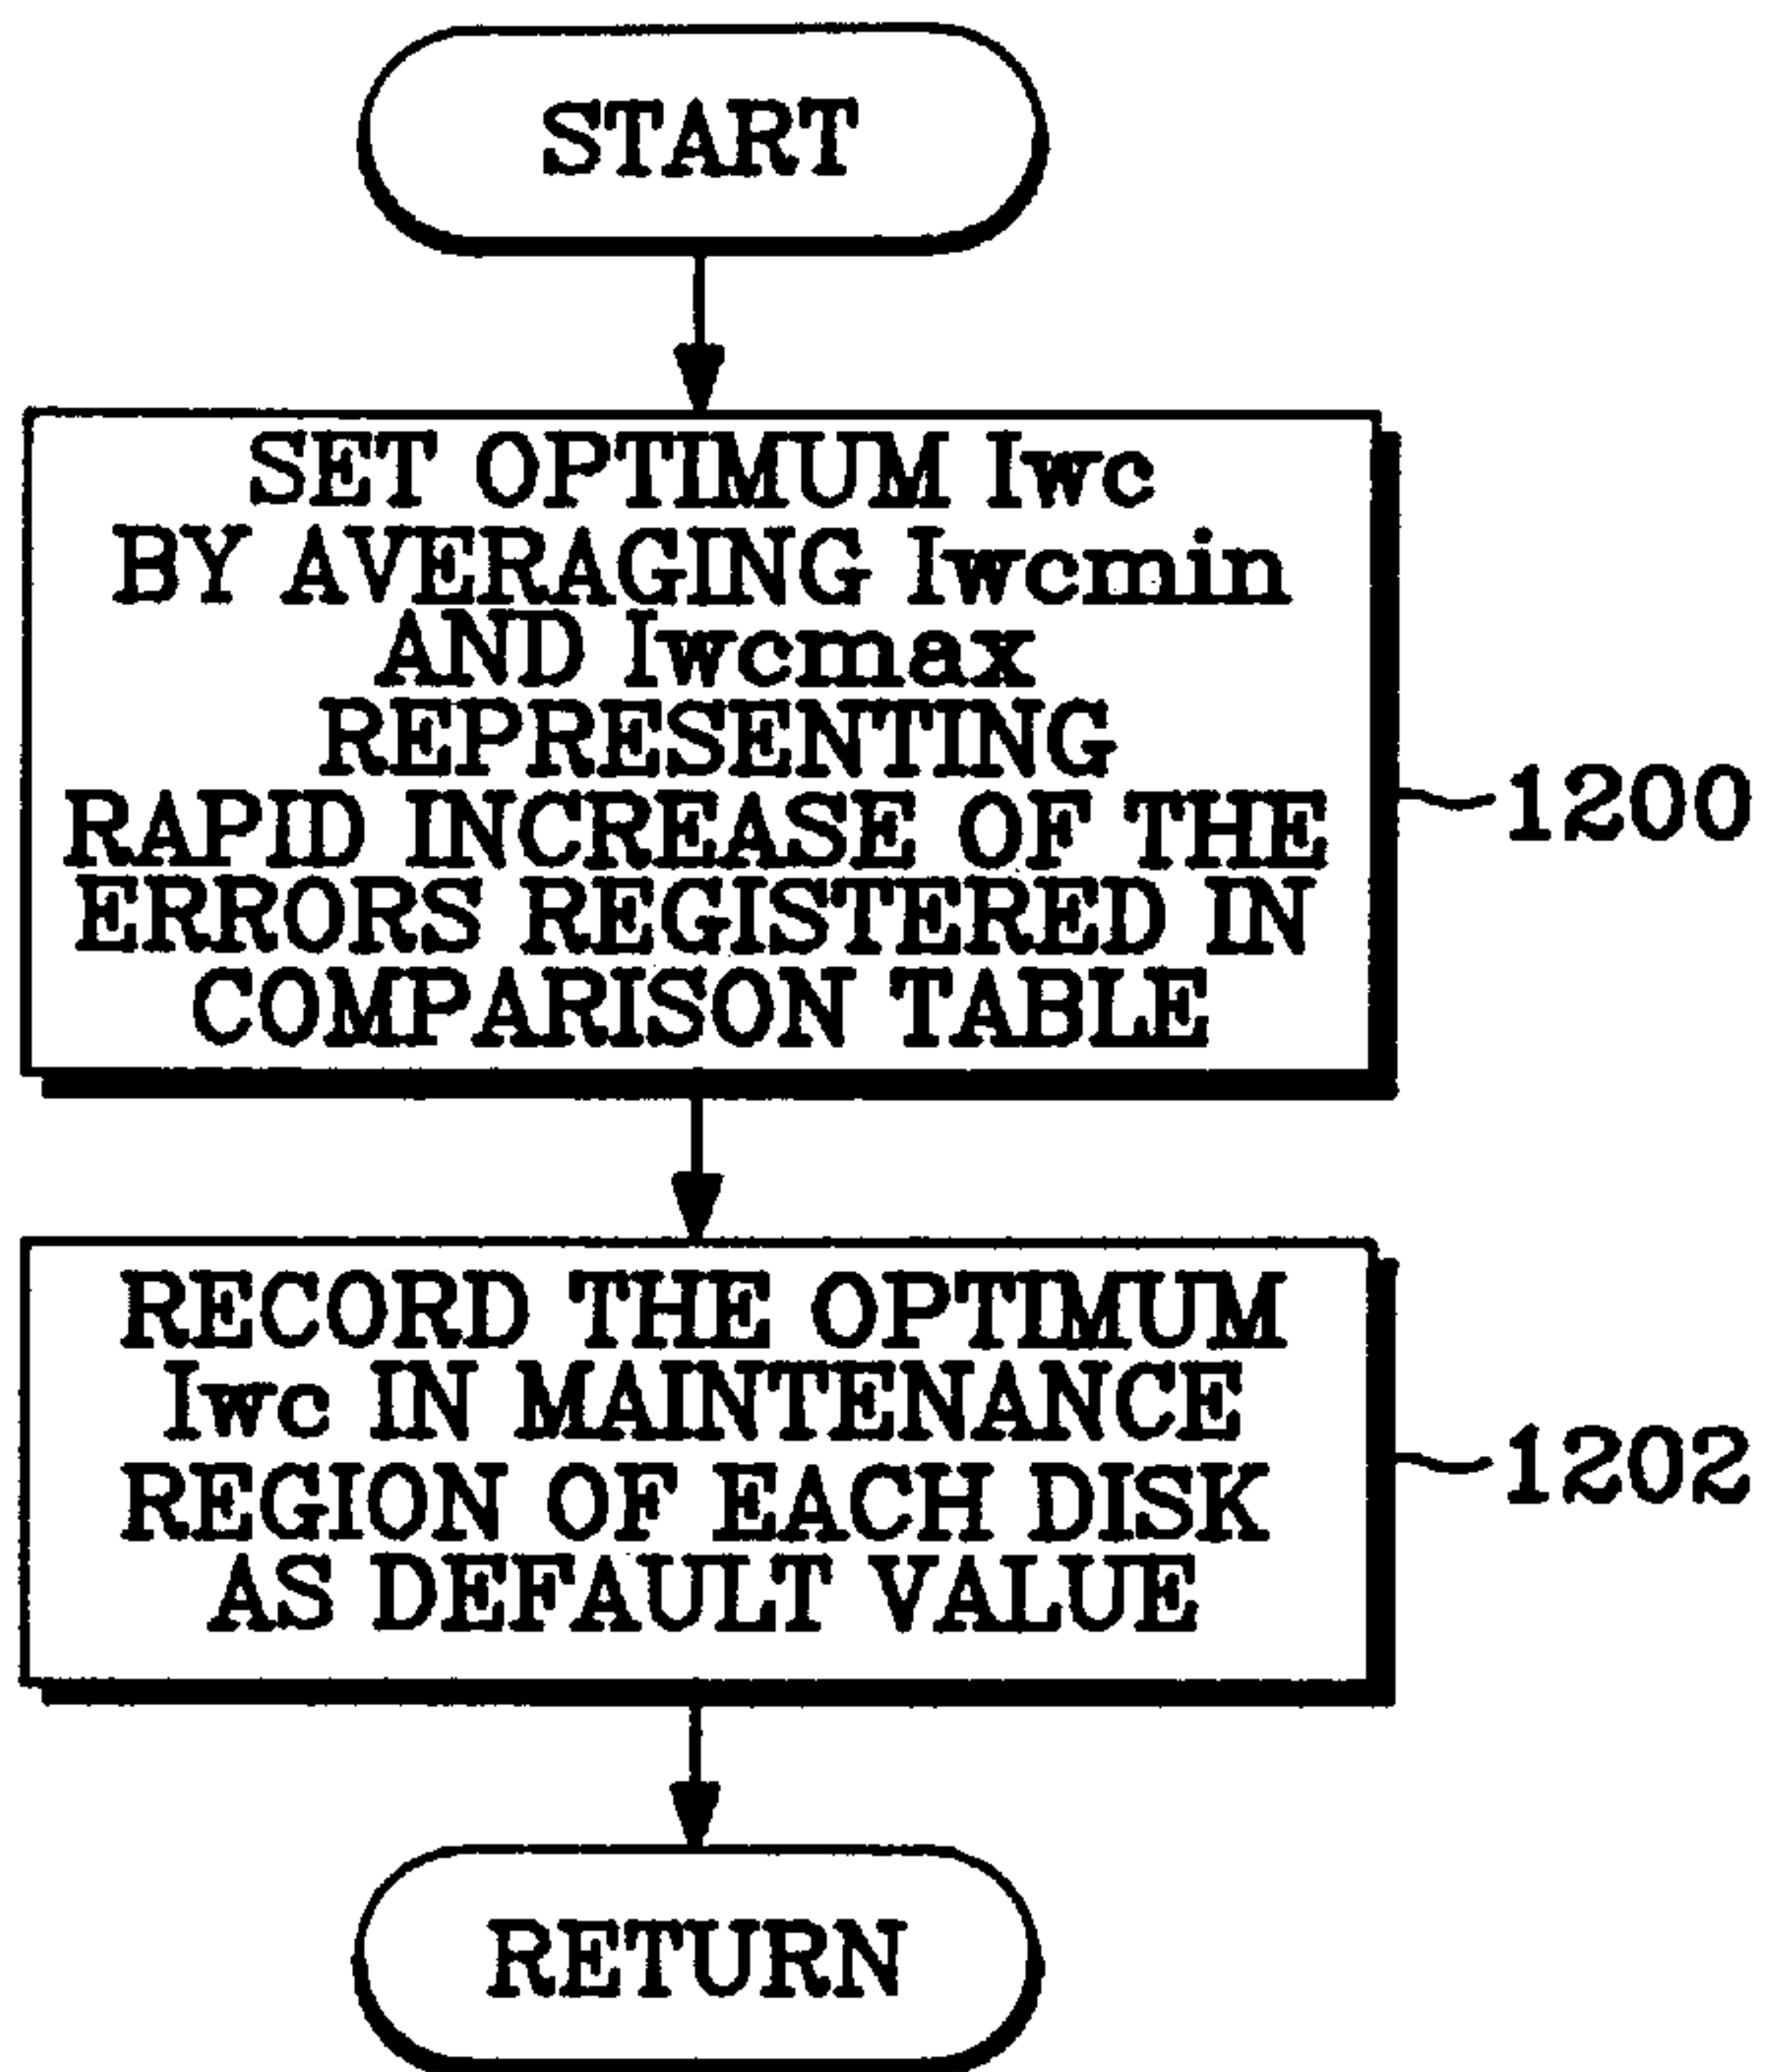 START
SET OPTIMUM Iwc
BY AVERAGING Iwcmin
AND Iwcmax
REPRESENTING
RAPID INCREASE OF THE
ERRORS REGISTERED IN
COMPARISON TABLE
1200
RECORD THE OPTIMUM
Iwc IN MAINTENANCE
REGION OF EACH DISK
AS DEFAULT VALUE
1202
RETURN